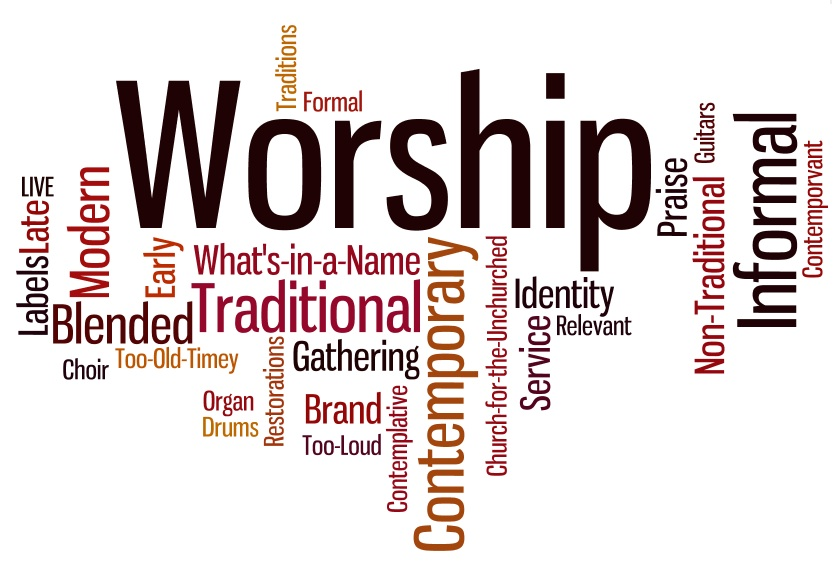 Traditions
Formal
Worship
Guitars
Informal
Contemporvant
Praise
Non-Traditional
LIVE
Late
Modern
Labels
Early
What's-in-a-Name
Contemporary
Church-for-the-Unchurched
Identity
Traditional
Blended
Service
Relevant
Gathering
Too-Old-Timey
Choir
Restorations
Organ
Brand
Contemplative
Drums
Too-Loud